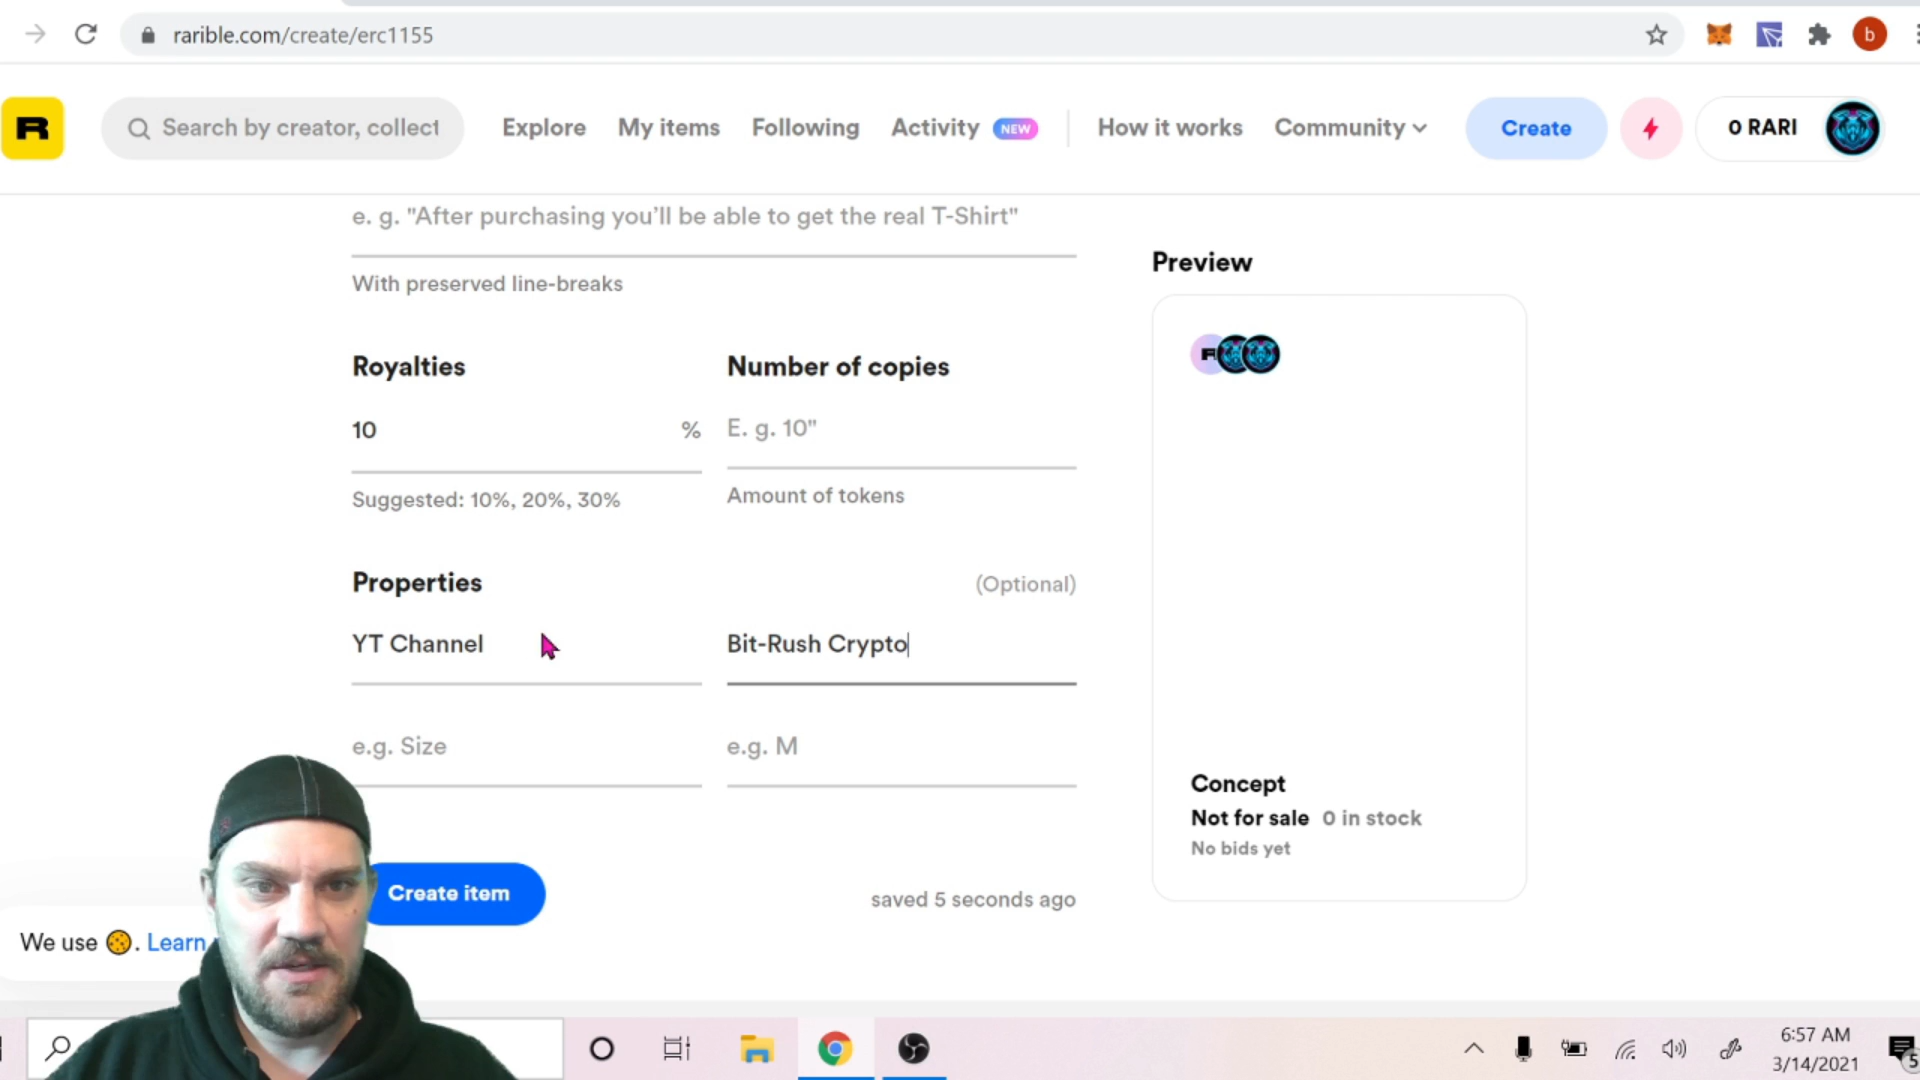 rarible.com/create/erc1155
b
R
Search by creator, collect
Explore
My items
Following
Activity NEW
How it works
Community
Create
0 RARI
e. g. "After purchasing you'll be able to get the real T-Shirt"
With preserved line-breaks
Preview
Royalties
Number of copies
10 %
E. g. 10"
Suggested: 10%, 20%, 30%
Amount of tokens
Properties
(Optional)
YT Channel
Bit-Rush Crypto
e.g. Size
e.g. M
Concept
Not for sale 0 in stock
No bids yet
Create item
saved 5 seconds ago
We use 🍪. Learn
6:57 AM
3/14/2021
5